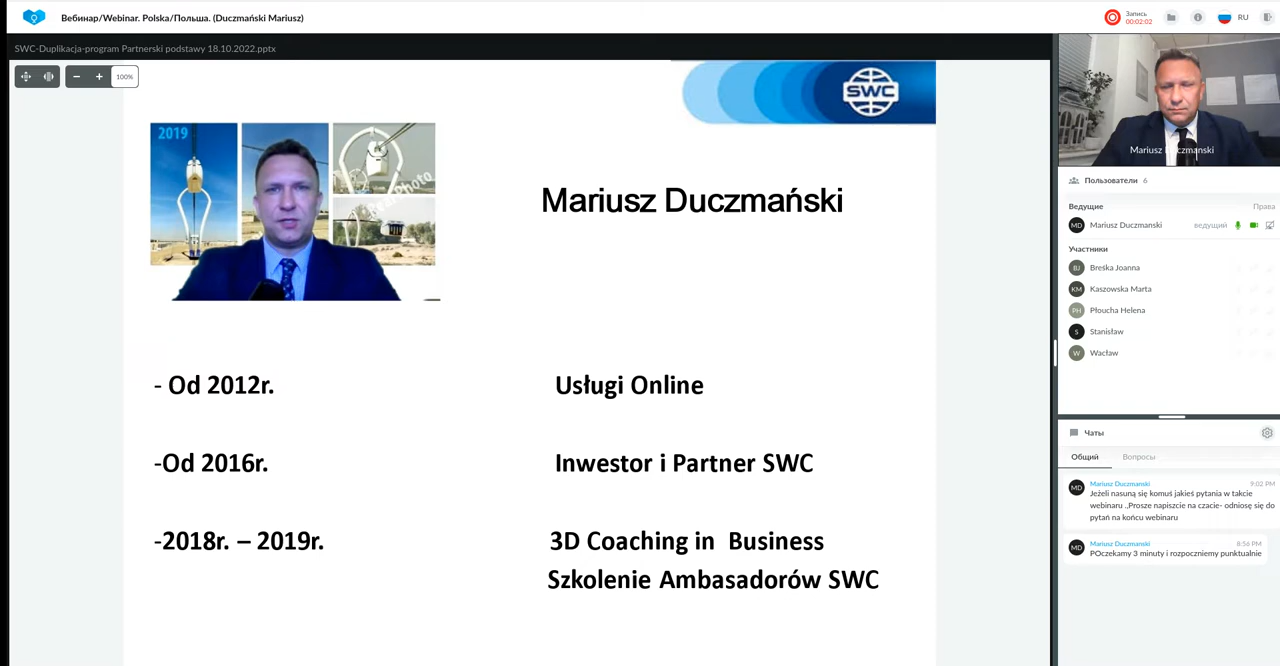 Вебинар/Webinar. Polska/Польша. (Duczmański Mariusz)
Запись
00:02:02
RU
SWC-Duplikacja-program Partnerski podstawy 18.10.2022.pptx
100%
SWC
2019
photo
Mariusz Duczmański
- Od 2012r. Usługi Online
-Od 2016r. Inwestor i Partner SWC
-2018r. – 2019r. 3D Coaching in Business
Szkolenie Ambasadorów SWC
Mariusz Duczmanski
Пользователи 6
Ведущие Права
MD Mariusz Duczmanski ведущий
Участники
BJ Breśka Joanna
KM Kaszowska Marta
PH Płoucha Helena
S Stanisław
W Wacław
Чаты
Общий Вопросы
MD Mariusz Duczmanski 9:02 PM
Jeżeli nasuną się komuś jakieś pytania w takcie
webinaru ,,Prosze napiszcie na czacie- odniosę się do
pytań na końcu webinaru
MD Mariusz Duczmanski 8:56 PM
POczekamy 3 minuty i rozpoczniemy punktualnie